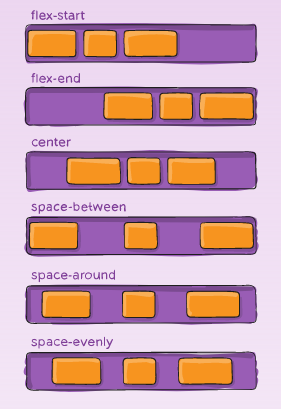 flex-start
flex-end
center
space-between
space-around
space-evenly